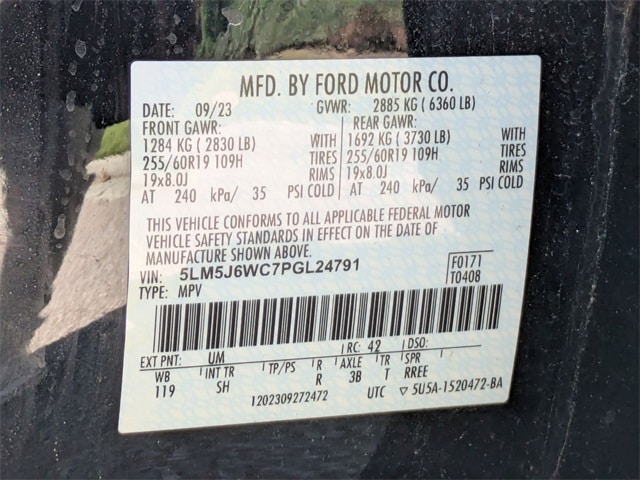 MFD. BY FORD MOTOR CO.
DATE: 09/23 GVWR: 2885 KG ( 6360 LB)
FRONT GAWR: REAR GAWR:
1284 KG ( 2830 LB) WITH 1692 KG ( 3730 LB) WITH
255/60R19 109H TIRES 255/60R19 109H TIRES
19x8.0J RIMS 19x8.0J RIMS
AT 240 kPa/ 35 PSI COLD AT 240 kPa/ 35 PSI COLD
THIS VEHICLE CONFORMS TO ALL APPLICABLE FEDERAL MOTOR
VEHICLE SAFETY STANDARDS IN EFFECT ON THE DATE OF
MANUFACTURE SHOWN ABOVE.
VIN: 5LM5J6WC7PGL24791 F0171
TYPE: MPV T0408
EXT PNT: UM RC: 42 DSO:
WB INT TR TP/PS R AXLE TR SPR
119 SH R 3B T RREE
1202309272472 UTC ▽ 5U5A-1520472-BA